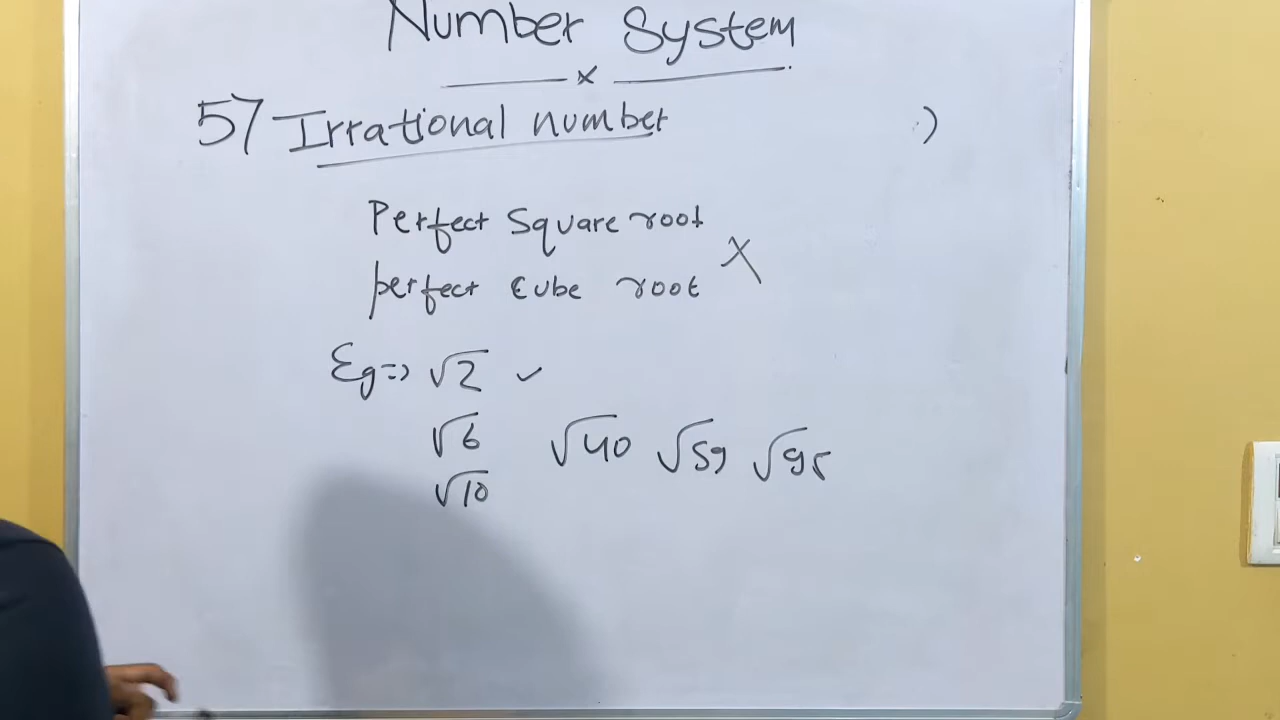 Number System
x
57 Irrational number )
Perfect Square root
perfect cube root X
Eg=> √2 ✓
√6 √40 √59 √95
√10